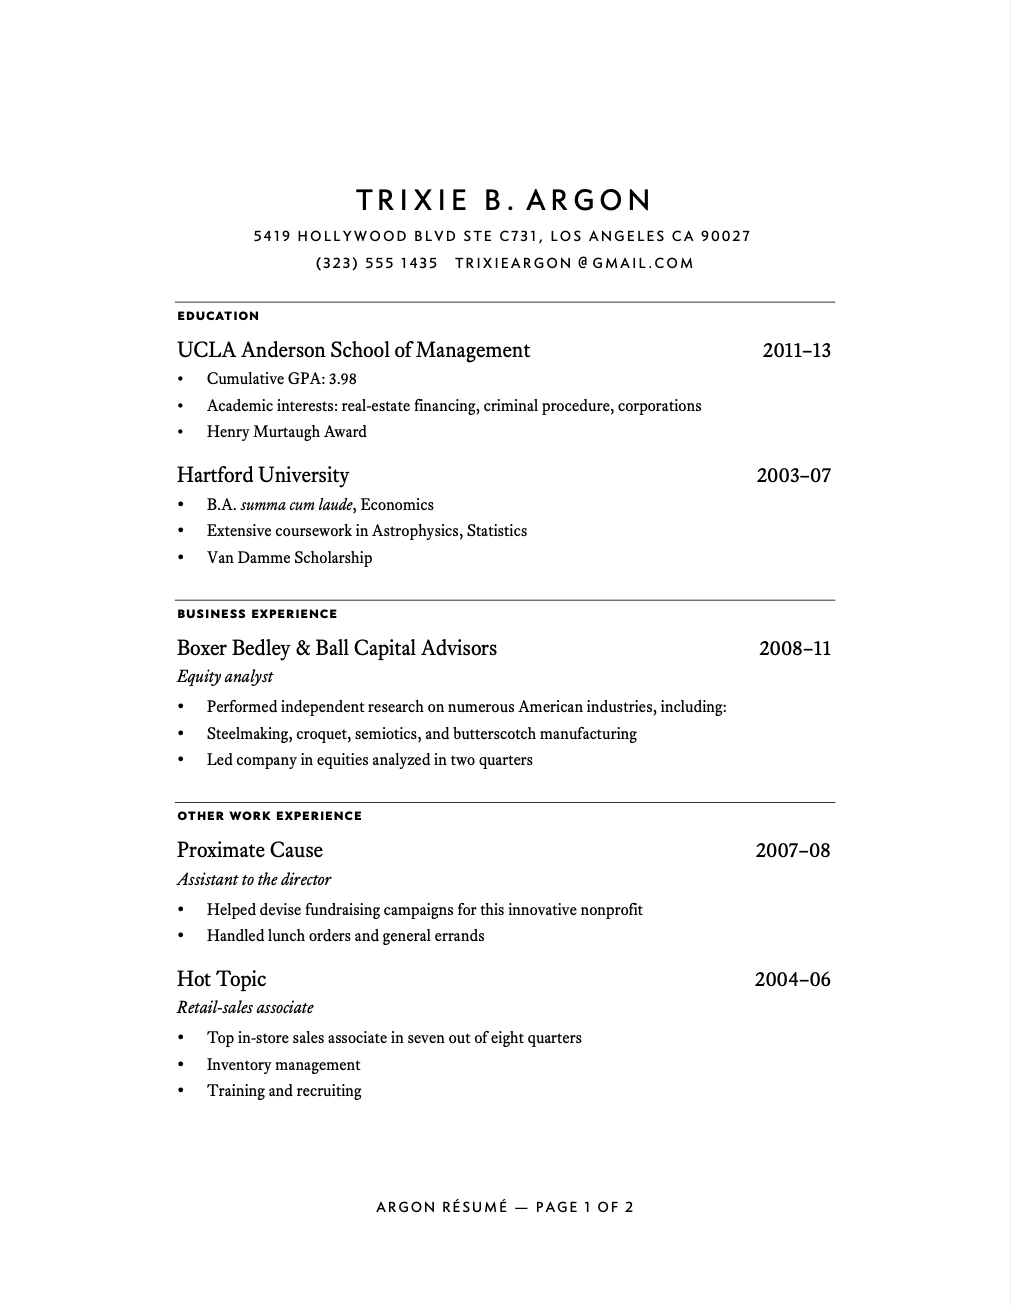 TRIXIE B. ARGON
5419 HOLLYWOOD BLVD STE C731, LOS ANGELES CA 90027
(323) 555 1435 TRIXIEARGON@GMAIL.COM
EDUCATION
UCLA Anderson School of Management 2011–13
• Cumulative GPA: 3.98
• Academic interests: real-estate financing, criminal procedure, corporations
• Henry Murtaugh Award
Hartford University 2003–07
• B.A. summa cum laude, Economics
• Extensive coursework in Astrophysics, Statistics
• Van Damme Scholarship
BUSINESS EXPERIENCE
Boxer Bedley & Ball Capital Advisors 2008–11
Equity analyst
• Performed independent research on numerous American industries, including:
• Steelmaking, croquet, semiotics, and butterscotch manufacturing
• Led company in equities analyzed in two quarters
OTHER WORK EXPERIENCE
Proximate Cause 2007–08
Assistant to the director
• Helped devise fundraising campaigns for this innovative nonprofit
• Handled lunch orders and general errands
Hot Topic 2004–06
Retail-sales associate
• Top in-store sales associate in seven out of eight quarters
• Inventory management
• Training and recruiting
ARGON RÉSUMÉ — PAGE 1 OF 2